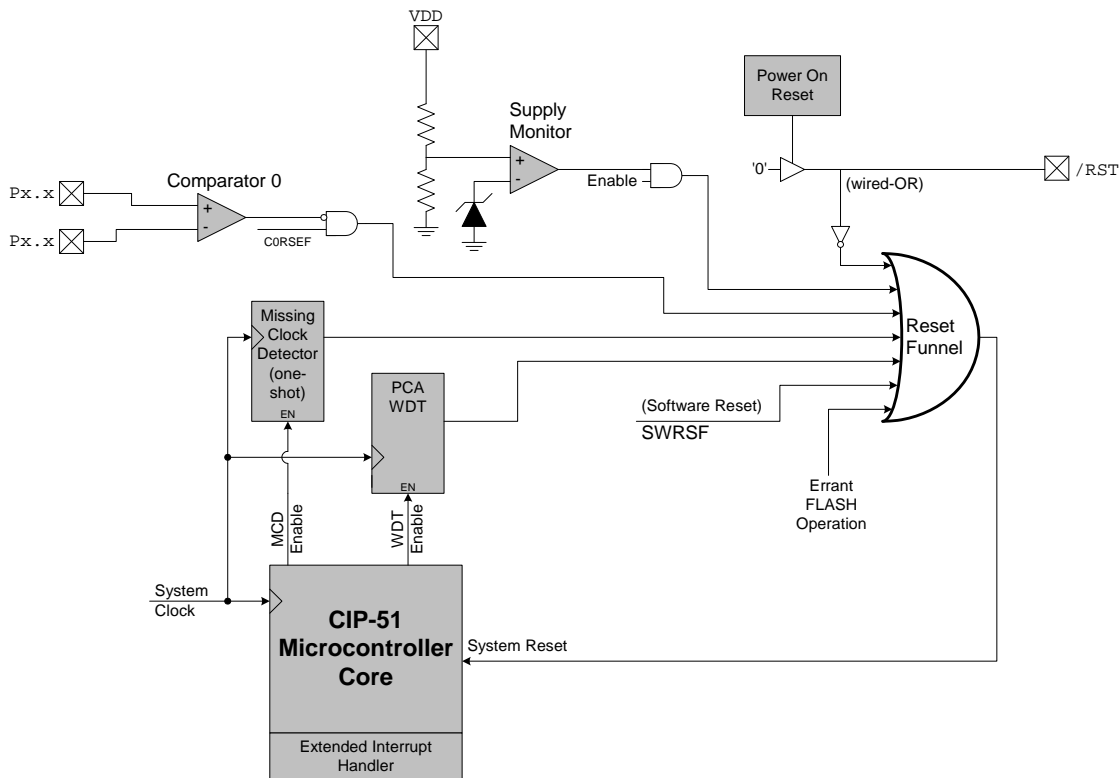 VDD
Power On
Reset
Supply
Monitor
+
-
Enable
'0'
(wired-OR)
/RST
Comparator 0
Px.x
Px.x
+
-
C0RSEF
Missing
Clock
Detector
(one-
shot)
EN
PCA
WDT
EN
Reset
Funnel
(Software Reset)
SWRSF
Errant
FLASH
Operation
MCD
Enable
WDT
Enable
System
Clock
CIP-51
Microcontroller
Core
System Reset
Extended Interrupt
Handler